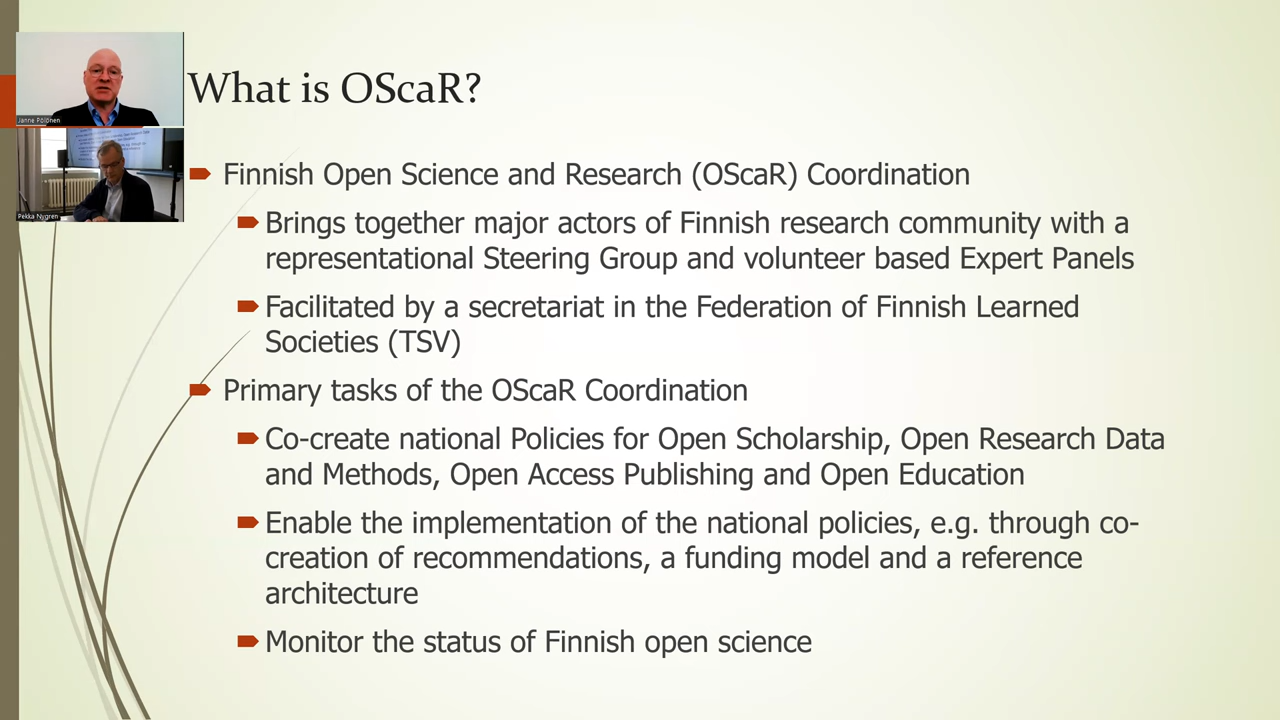 What is OScaR?
Janne Pölönen
Pekka Nygren
Finnish Open Science and Research (OScaR) Coordination
Brings together major actors of Finnish research community with a
representational Steering Group and volunteer based Expert Panels
Facilitated by a secretariat in the Federation of Finnish Learned
Societies (TSV)
Primary tasks of the OScaR Coordination
Co-create national Policies for Open Scholarship, Open Research Data
and Methods, Open Access Publishing and Open Education
Enable the implementation of the national policies, e.g. through co-
creation of recommendations, a funding model and a reference
architecture
Monitor the status of Finnish open science